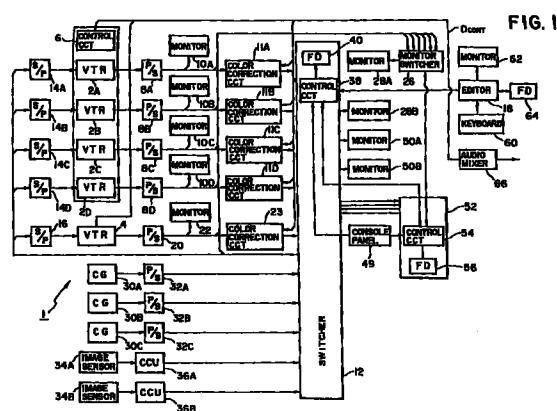 FIG. 1
6
CONTROL CCT
S/P
14A
VTR
2A
P/S
8A
MONITOR
10A
11A
COLOR CORRECTION CCT
S/P
14B
VTR
2B
P/S
8B
MONITOR
10B
11B
COLOR CORRECTION CCT
S/P
14C
VTR
2C
P/S
8C
MONITOR
10C
11C
COLOR CORRECTION CCT
S/P
14D
VTR
2D
P/S
8D
MONITOR
10D
11D
COLOR CORRECTION CCT
S/P
16
VTR
4
P/S
20
MONITOR
22
23
COLOR CORRECTION CCT
CG
30A
P/S
32A
CG
30B
P/S
32B
CG
30C
P/S
32C
IMAGE SENSOR
34A
CCU
36A
IMAGE SENSOR
34B
CCU
36B
1
FD
40
CONTROL CCT
38
SWITCHER
12
MONITOR
28A
MONITOR SWITCHER
26
MONITOR
28B
MONITOR
50A
MONITOR
50B
CONSOLE PANEL
49
52
CONTROL CCT
54
FD
56
DCONT
MONITOR
62
EDITOR
18
FD
64
KEYBOARD
60
AUDIO MIXER
66